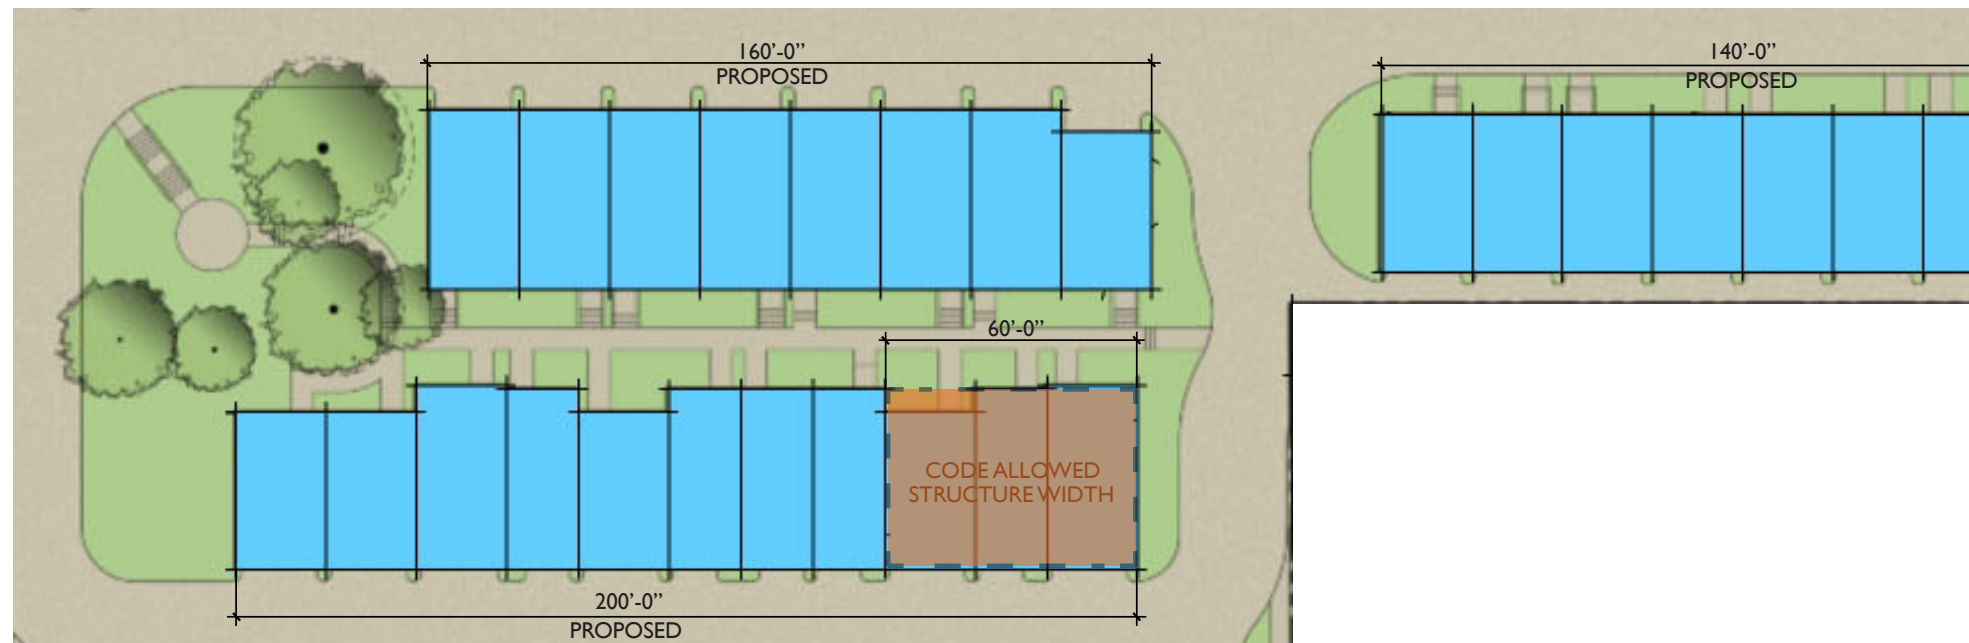 160’-0”
PROPOSED
140’-0”
PROPOSED
60’-0”
CODE ALLOWED
STRUCTURE WIDTH
200’-0”
PROPOSED